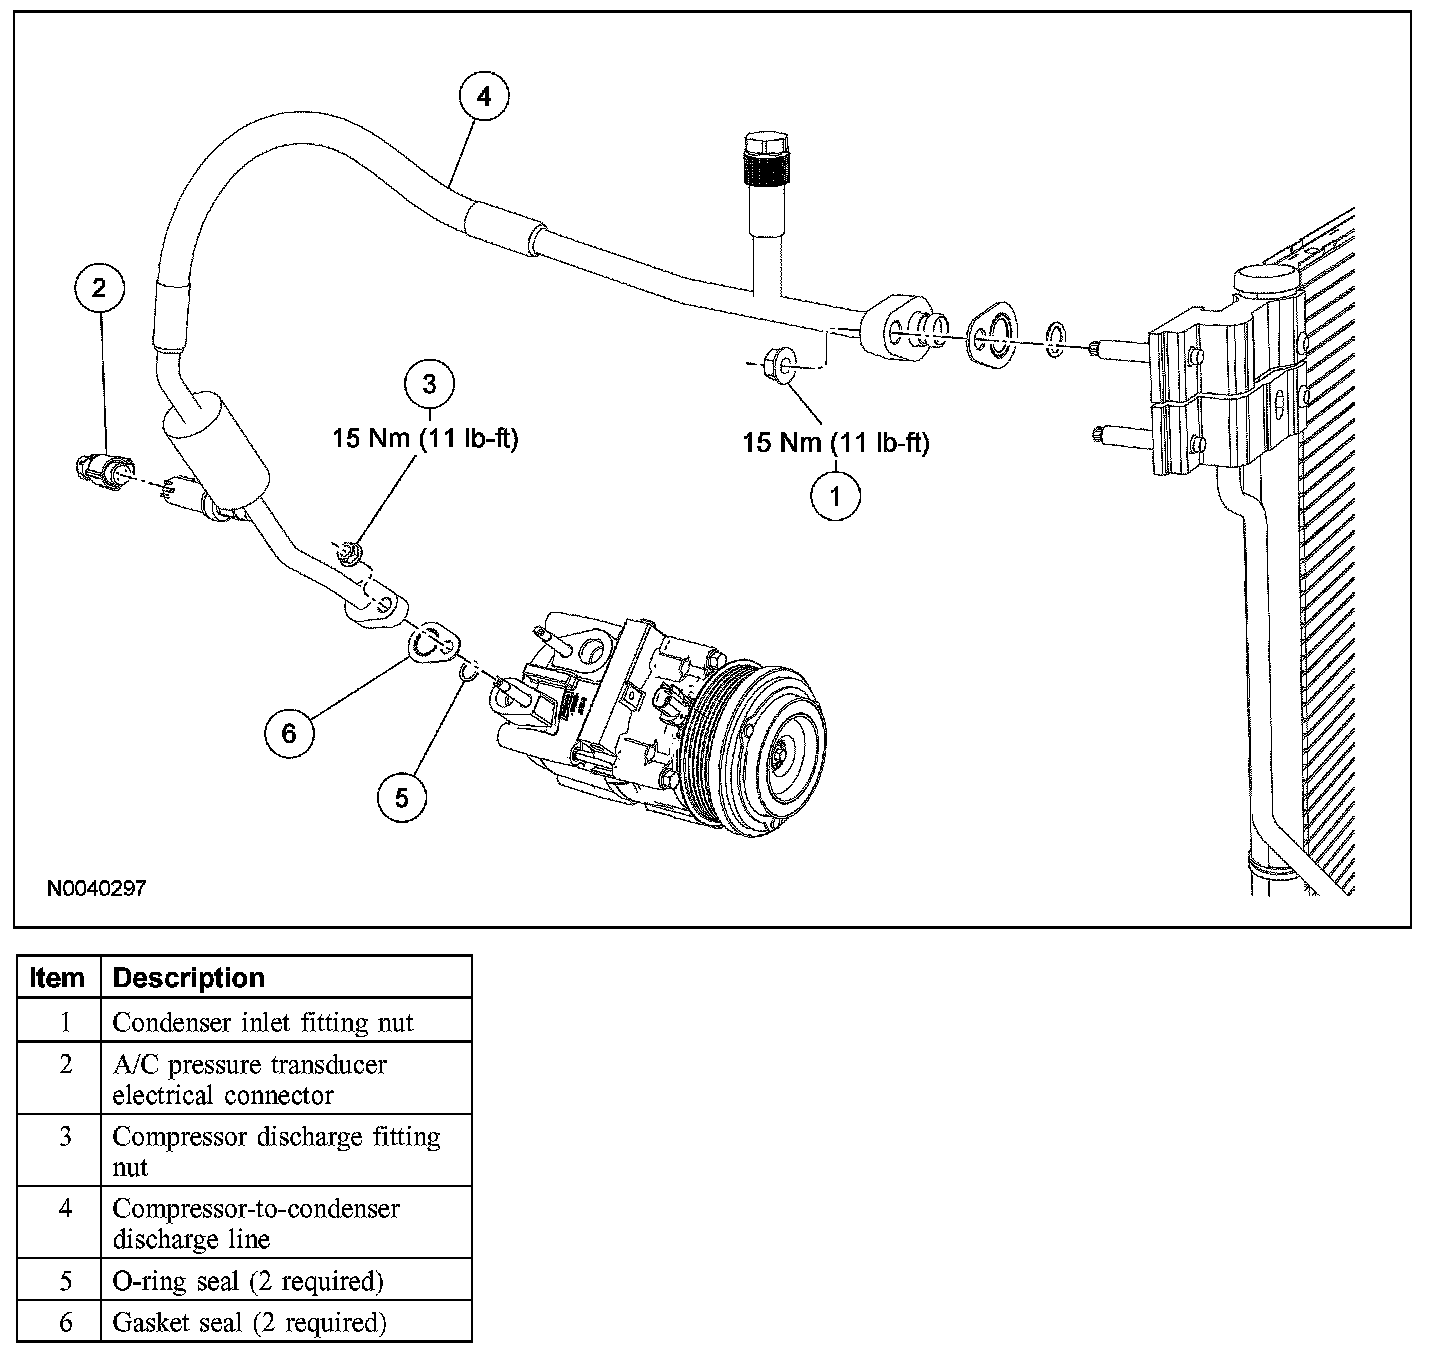 4
2
3
15 Nm (11 lb-ft)
15 Nm (11 lb-ft)
1
6
5
N0040297
Item Description
1 Condenser inlet fitting nut
2 A/C pressure transducer
electrical connector
3 Compressor discharge fitting
nut
4 Compressor-to-condenser
discharge line
5 O-ring seal (2 required)
6 Gasket seal (2 required)